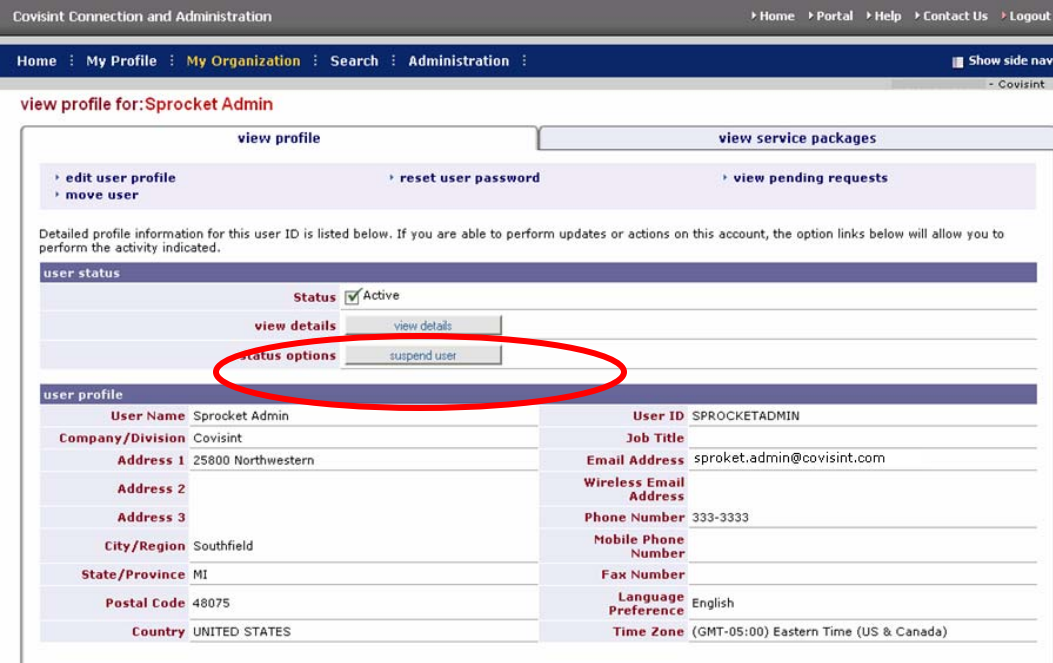 Covisint Connection and Administration
Home Portal Help Contact Us Logout
Home My Profile My Organization Search Administration
Show side nav
- Covisint
view profile for:Sprocket Admin
view profile
view service packages
edit user profile
reset user password
view pending requests
move user
Detailed profile information for this user ID is listed below. If you are able to perform updates or actions on this account, the option links below will allow you to
perform the activity indicated.
user status
Status Active
view details view details
status options suspend user
user profile
User Name Sprocket Admin
User ID SPROCKETADMIN
Company/Division Covisint
Job Title
Address 1 25800 Northwestern
Email Address sproket.admin@covisint.com
Address 2
Wireless Email
Address
Address 3
Phone Number 333-3333
City/Region Southfield
Mobile Phone
Number
State/Province MI
Fax Number
Postal Code 48075
Language
Preference English
Country UNITED STATES
Time Zone (GMT-05:00) Eastern Time (US & Canada)